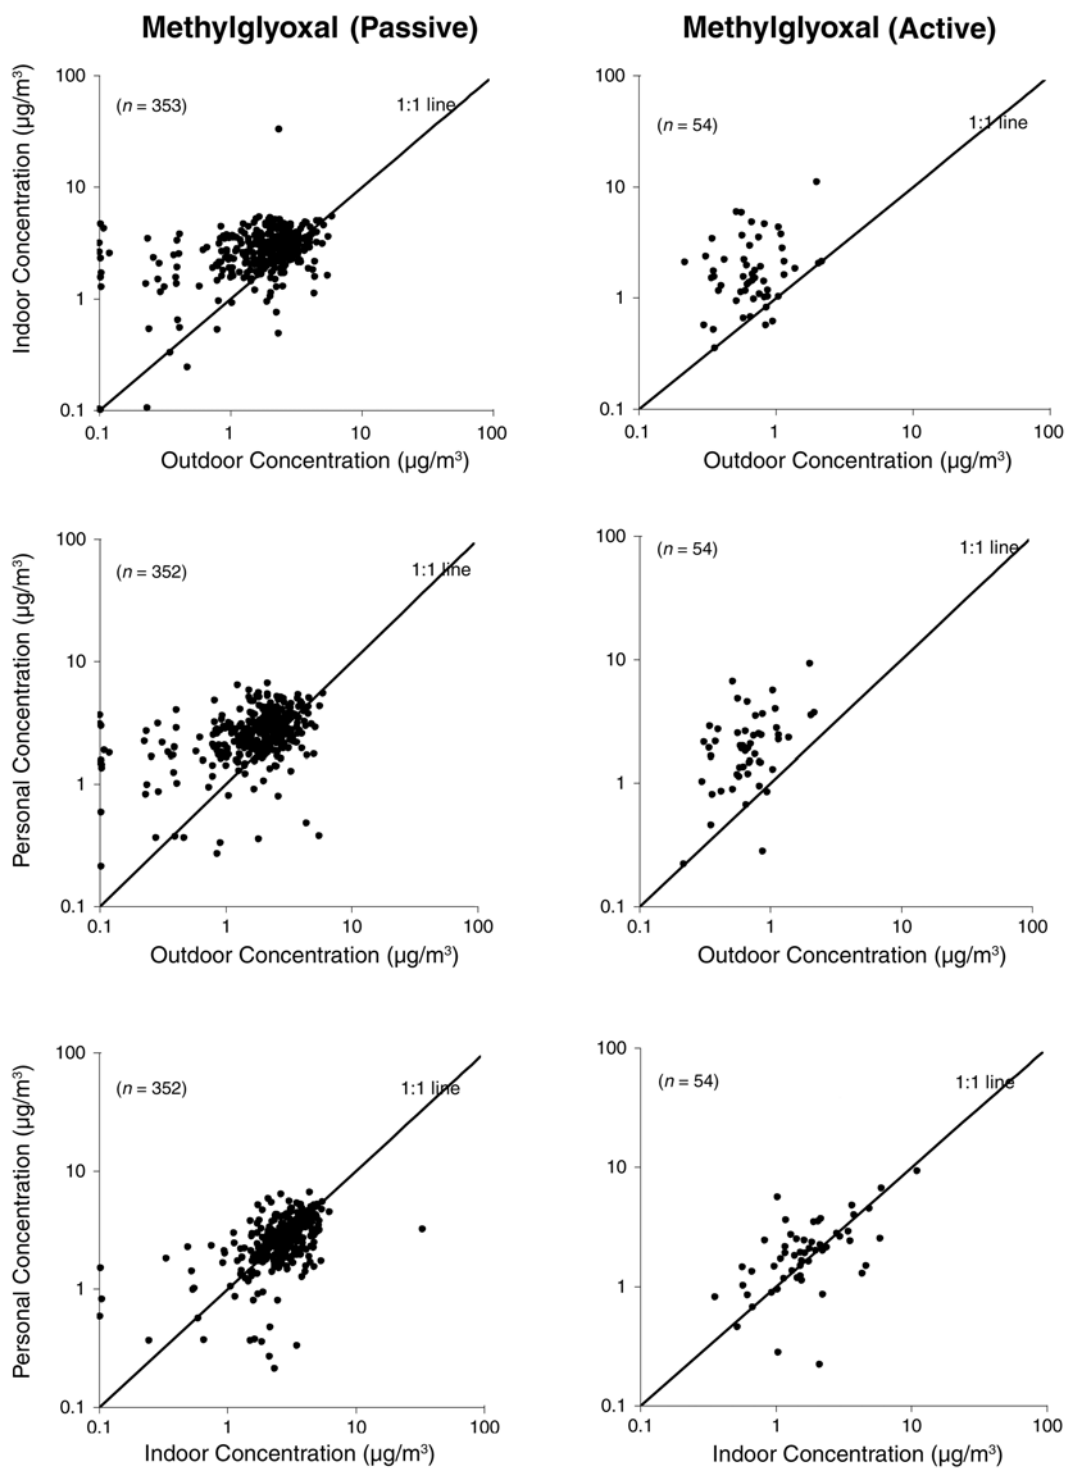 Methylglyoxal (Passive)
Methylglyoxal (Active)
Indoor Concentration (µg/m³)
100
10
1
0.1
(n = 353)
1:1 line
0.1
1
10
100
Outdoor Concentration (µg/m³)
100
10
1
0.1
(n = 54)
1:1 line
0.1
1
10
100
Outdoor Concentration (µg/m³)
Personal Concentration (µg/m³)
100
10
1
0.1
(n = 352)
1:1 line
0.1
1
10
100
Outdoor Concentration (µg/m³)
100
10
1
0.1
(n = 54)
1:1 line
0.1
1
10
100
Outdoor Concentration (µg/m³)
Personal Concentration (µg/m³)
100
10
1
0.1
(n = 352)
1:1 line
0.1
1
10
100
Indoor Concentration (µg/m³)
100
10
1
0.1
(n = 54)
1:1 line
0.1
1
10
100
Indoor Concentration (µg/m³)